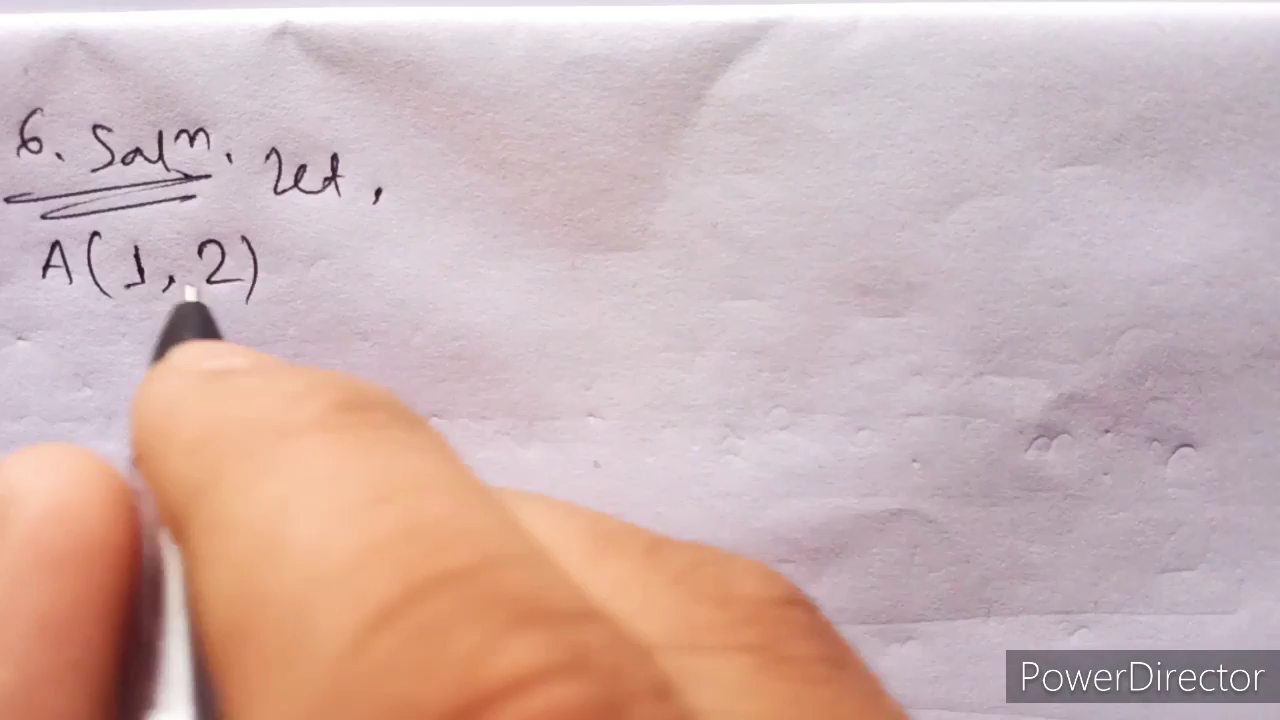 6. Solⁿ. Let,
A(1,2)
PowerDirector